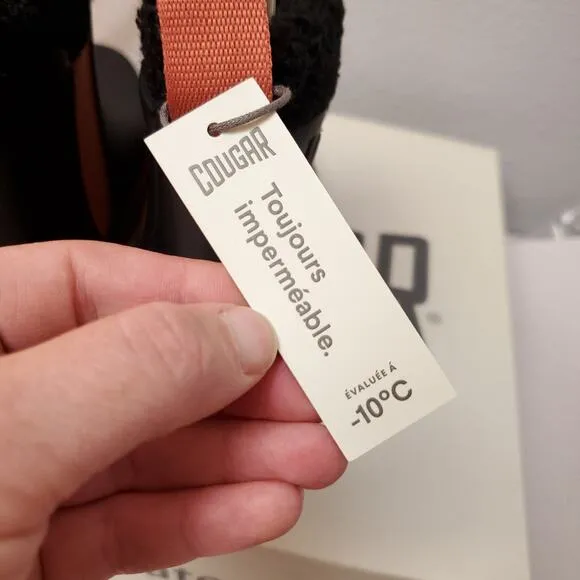 COUGAR
Toujours
imperméable.
ÉVALUÉE Á
-10°C
R®